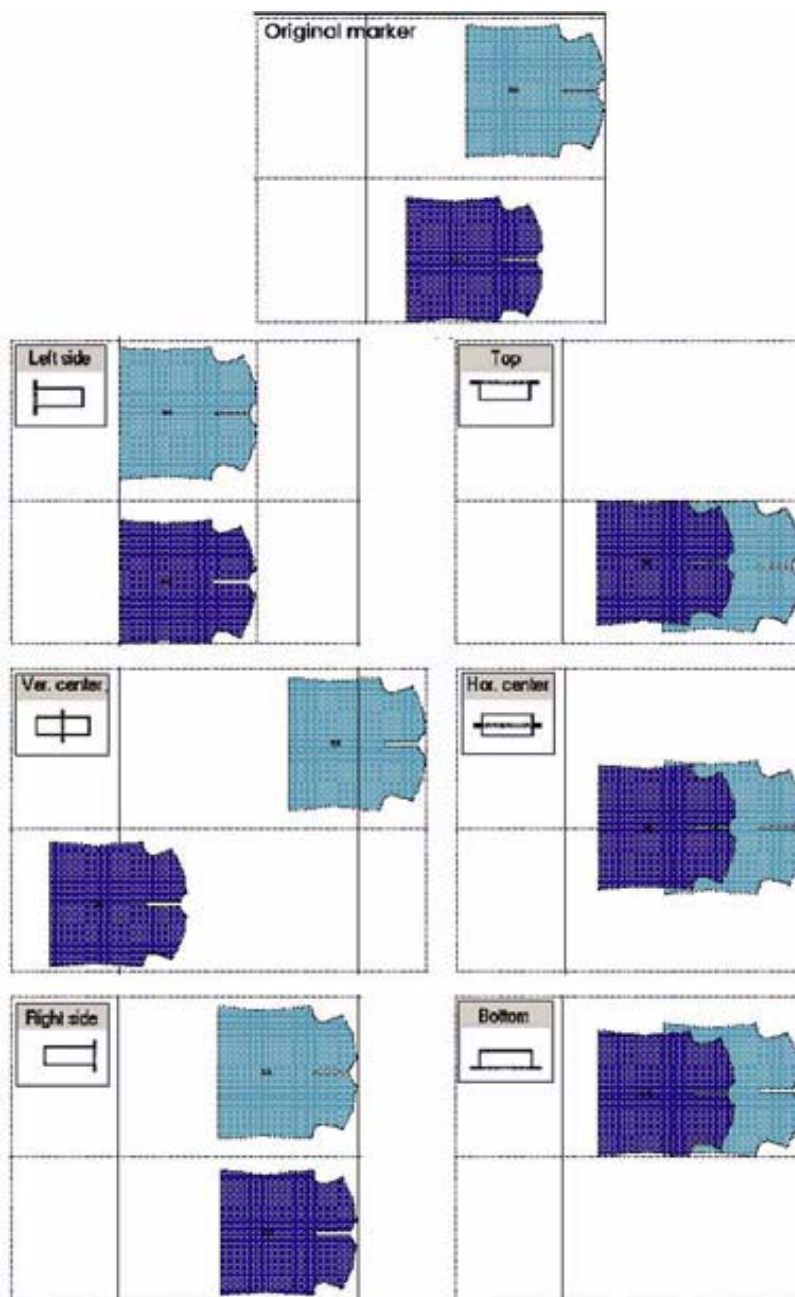 Original marker
Left side
Top
Ver. center
Hor. center
Right side
Bottom